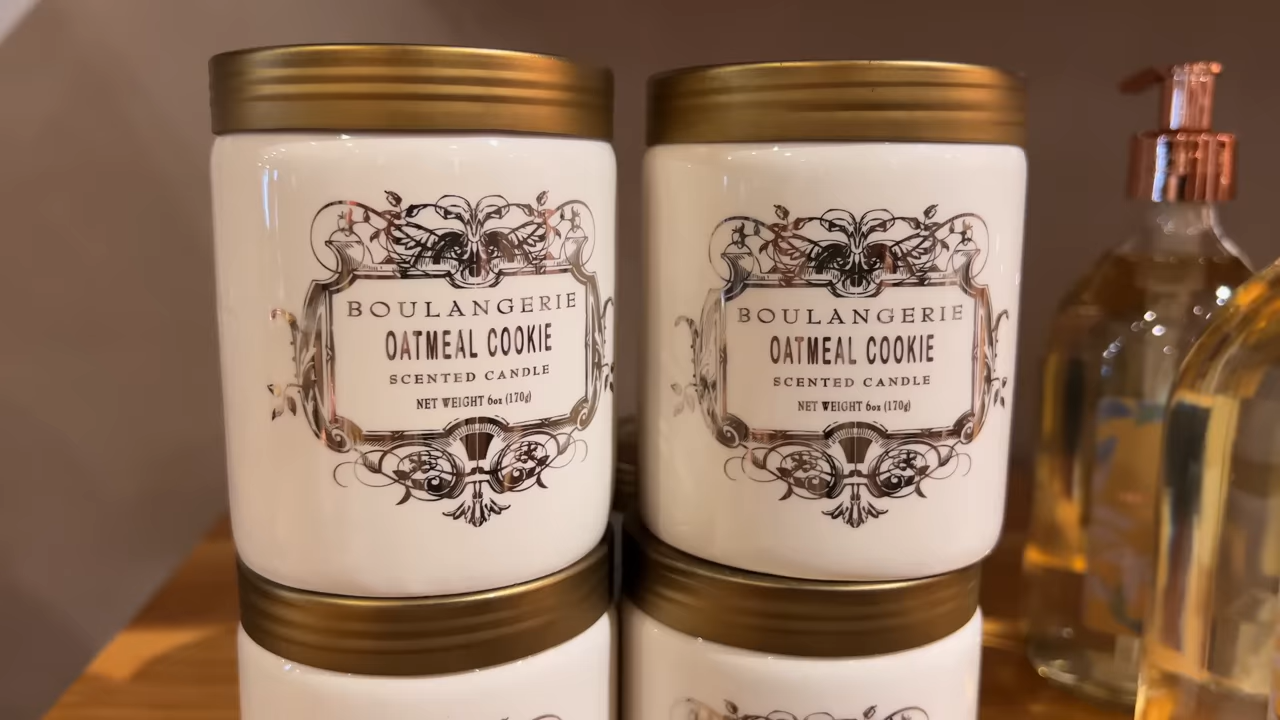 BOULANGERIE
OATMEAL COOKIE
SCENTED CANDLE
NET WEIGHT 6oz (170g)
BOULANGERIE
OATMEAL COOKIE
SCENTED CANDLE
NET WEIGHT 6oz (170g)